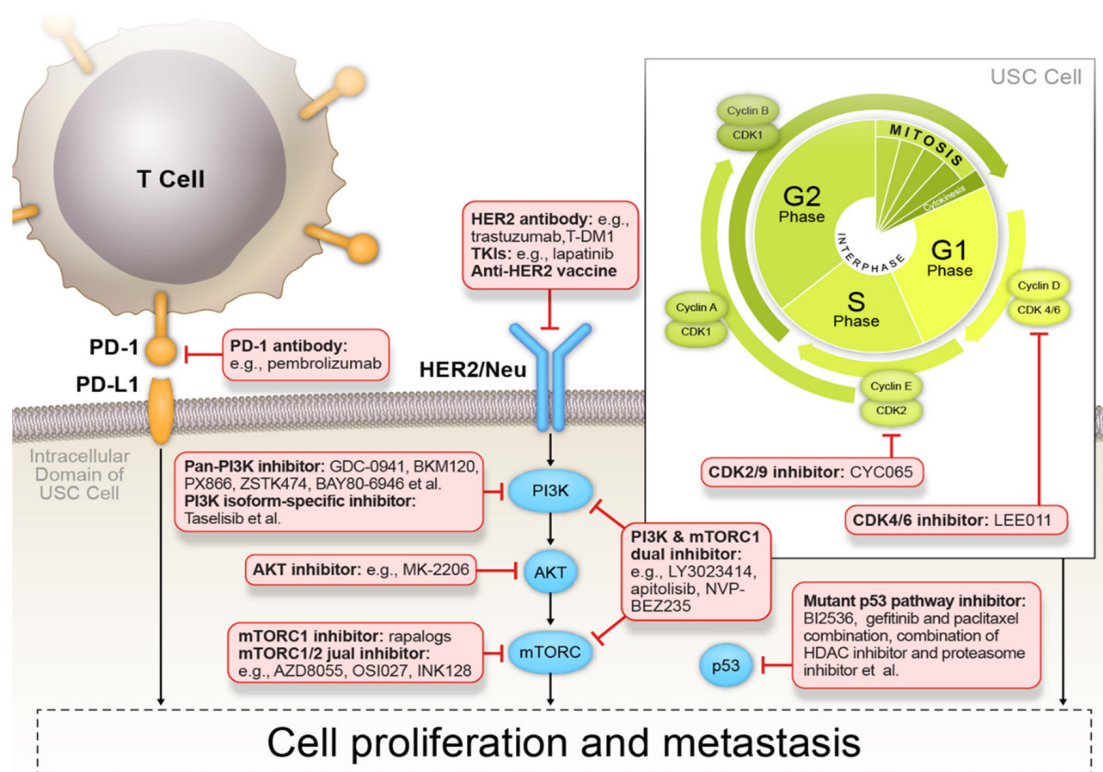 T Cell
PD-1
PD-L1
PD-1 antibody:
e.g., pembrolizumab
Intracellular
Domain of
USC Cell
HER2 antibody: e.g.,
trastuzumab,T-DM1
TKIs: e.g., lapatinib
Anti-HER2 vaccine
HER2/Neu
Pan-PI3K inhibitor: GDC-0941, BKM120,
PX866, ZSTK474, BAY80-6946 et al.
PI3K isoform-specific inhibitor:
Taselisib et al.
PI3K
AKT inhibitor: e.g., MK-2206
AKT
PI3K & mTORC1
dual inhibitor:
e.g., LY3023414,
apitolisib, NVP-
BEZ235
mTORC1 inhibitor: rapalogs
mTORC1/2 jual inhibitor:
e.g., AZD8055, OSI027, INK128
mTORC
USC Cell
Cyclin B
CDK1
MITOSIS
Cytokinesis
G2
Phase
G1
Phase
S
Phase
INTERPHASE
Cyclin D
CDK 4/6
Cyclin A
CDK1
Cyclin E
CDK2
CDK2/9 inhibitor: CYC065
CDK4/6 inhibitor: LEE011
p53
Mutant p53 pathway inhibitor:
BI2536, gefitinib and paclitaxel
combination, combination of
HDAC inhibitor and proteasome
inhibitor et al.
Cell proliferation and metastasis